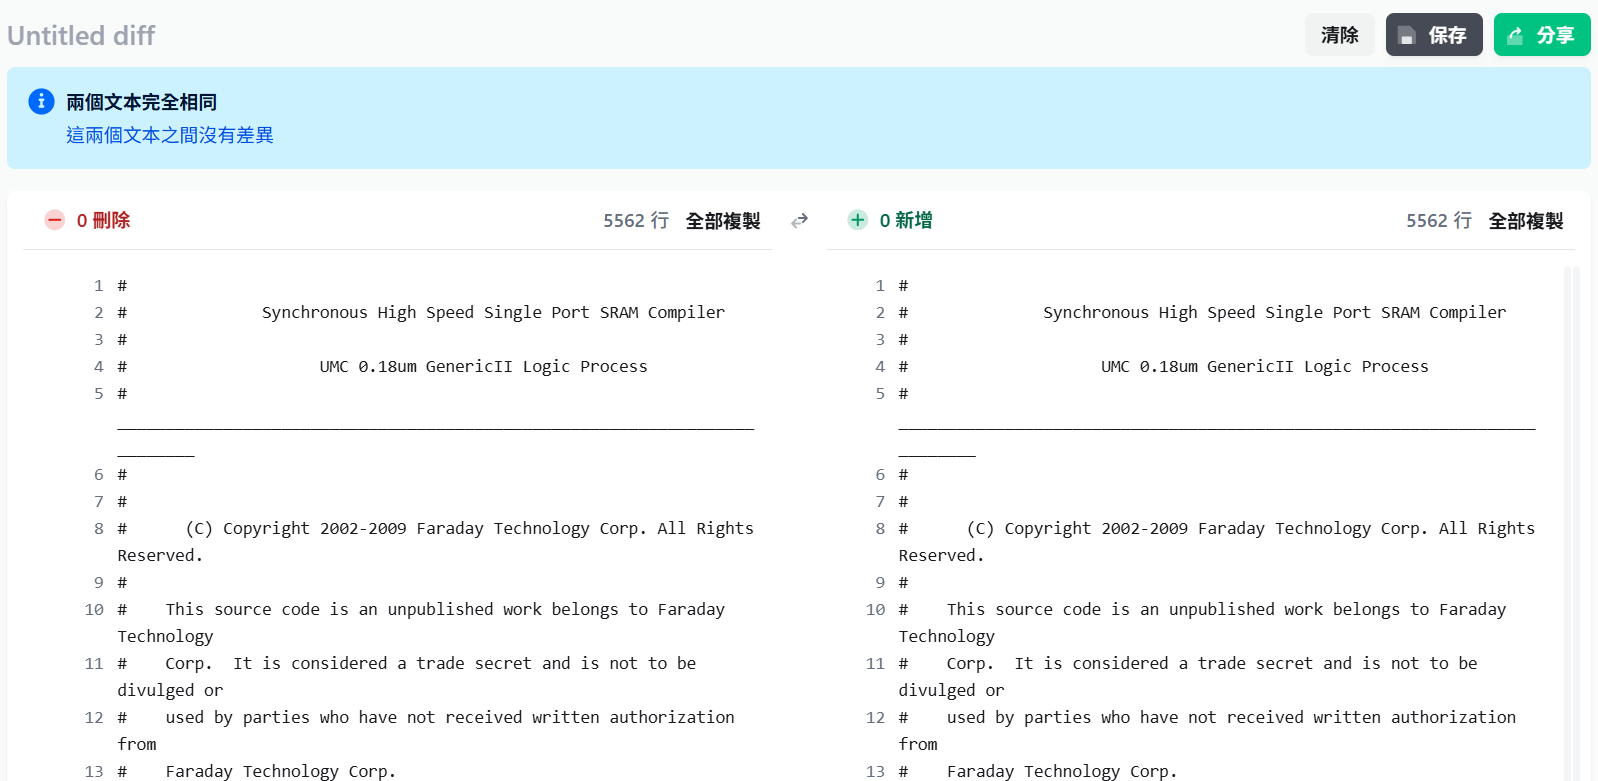 Untitled diff
清除 保存 分享
兩個文本完全相同
這兩個文本之間沒有差異
0 刪除 5562 行 全部複製
1 #
2 # Synchronous High Speed Single Port SRAM Compiler
3 #
4 # UMC 0.18um GenericII Logic Process
5 #
__________________________________________________________________
________
6 #
7 #
8 # (C) Copyright 2002-2009 Faraday Technology Corp. All Rights
Reserved.
9 #
10 # This source code is an unpublished work belongs to Faraday
Technology
11 # Corp. It is considered a trade secret and is not to be
divulged or
12 # used by parties who have not received written authorization
from
13 # Faraday Technology Corp.
0 新增 5562 行 全部複製
1 #
2 # Synchronous High Speed Single Port SRAM Compiler
3 #
4 # UMC 0.18um GenericII Logic Process
5 #
__________________________________________________________________
________
6 #
7 #
8 # (C) Copyright 2002-2009 Faraday Technology Corp. All Rights
Reserved.
9 #
10 # This source code is an unpublished work belongs to Faraday
Technology
11 # Corp. It is considered a trade secret and is not to be
divulged or
12 # used by parties who have not received written authorization
from
13 # Faraday Technology Corp.